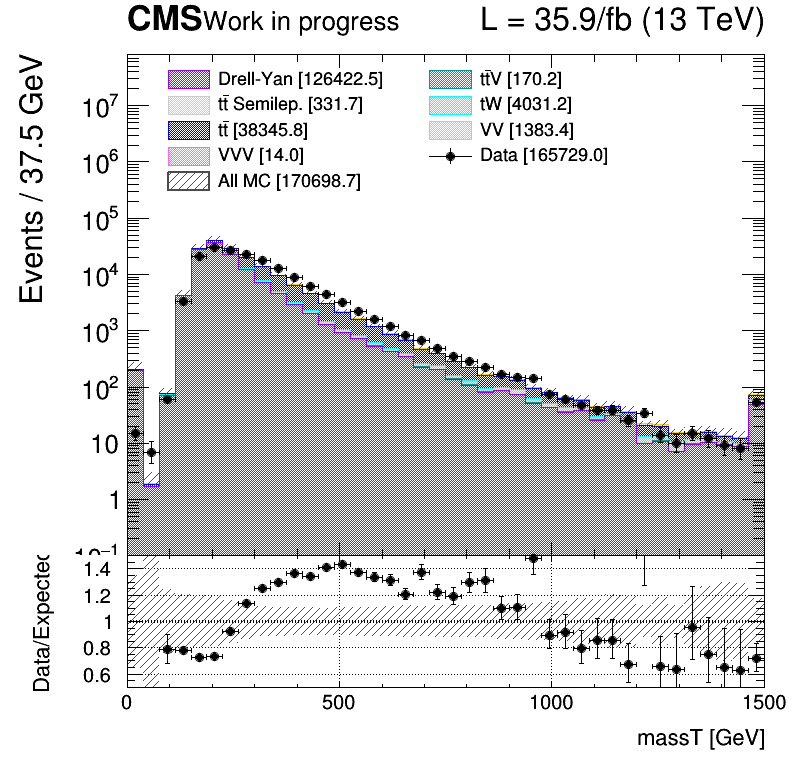 CMS Work in progress L = 35.9/fb (13 TeV)
Events / 37.5 GeV
Drell-Yan [126422.5]
tt̄ Semilep. [331.7]
tt̄ [38345.8]
VVV [14.0]
All MC [170698.7]
tt̄V [170.2]
tW [4031.2]
VV [1383.4]
Data [165729.0]
10⁷
10⁶
10⁵
10⁴
10³
10²
10
1
10⁻¹
Data/Expected
1.4
1.2
1
0.8
0.6
0 500 1000 1500
massT [GeV]